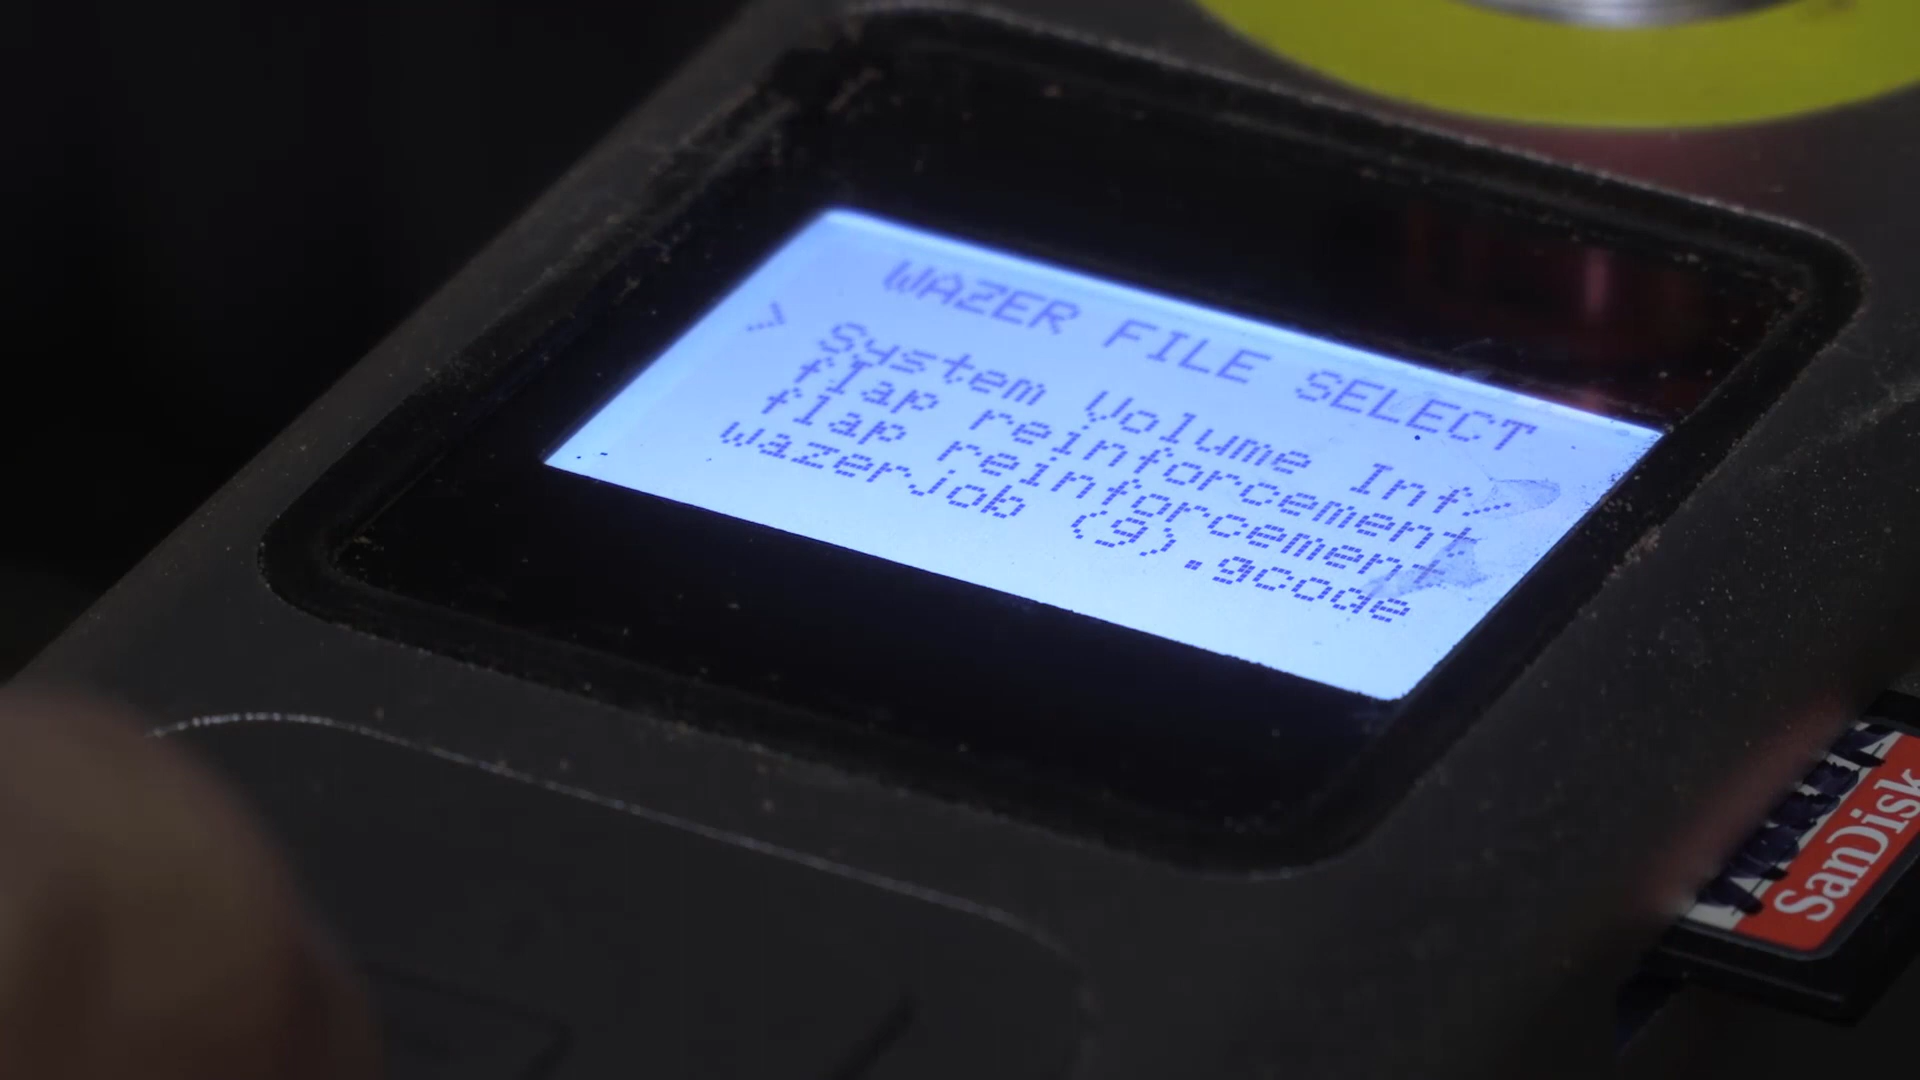 WAZER FILE SELECT
> System Volume Inf/
flap reinforcement
flap reinforcement
wazerjob (9).gcode
SanDisk